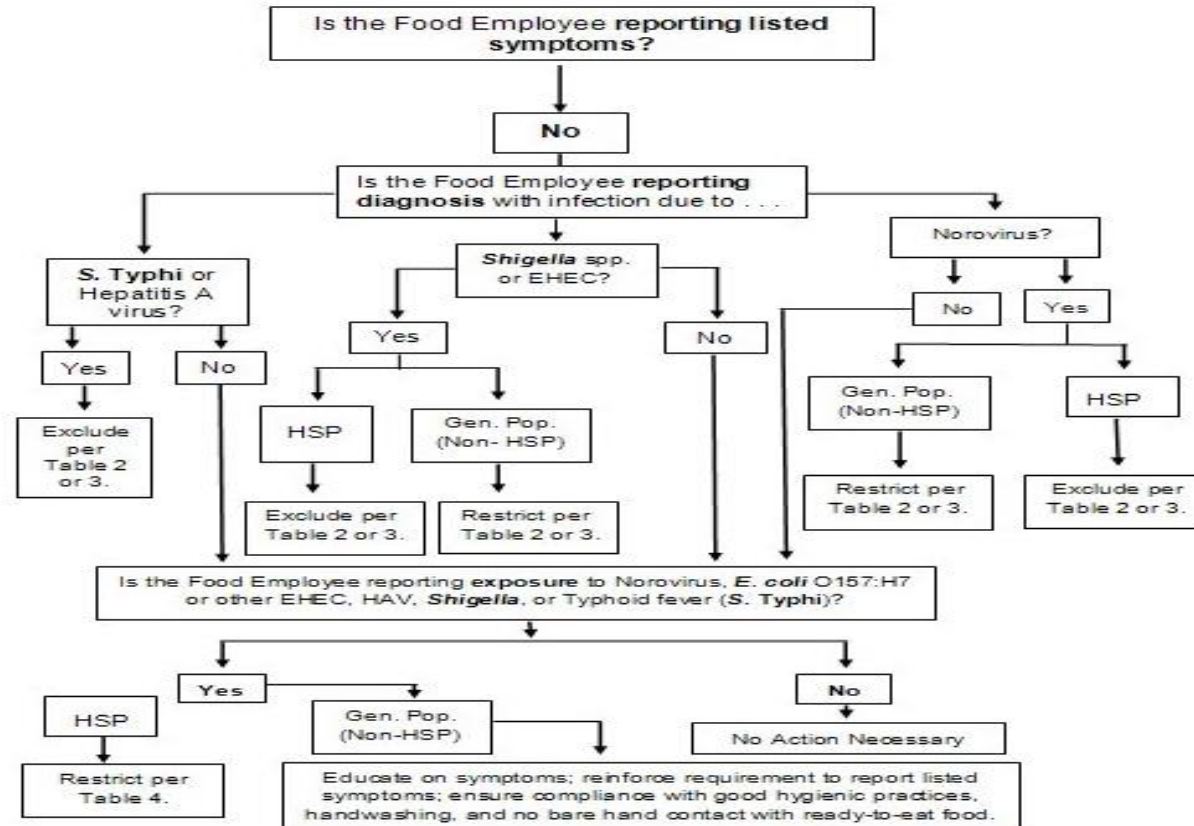 Is the Food Employee reporting listed
symptoms?
No
Is the Food Employee reporting
diagnosis with infection due to . . .
S. Typhi or
Hepatitis A
virus?
Yes
No
Exclude
per
Table 2
or 3.
Shigella spp.
or EHEC?
Yes
No
HSP
Gen. Pop.
(Non- HSP)
Exclude per
Table 2 or 3.
Restrict per
Table 2 or 3.
Norovirus?
No
Yes
Gen. Pop.
(Non-HSP)
HSP
Restrict per
Table 2 or 3.
Exclude per
Table 2 or 3.
Is the Food Employee reporting exposure to Norovirus, E. coli O157:H7
or other EHEC, HAV, Shigella, or Typhoid fever (S. Typhi)?
Yes
No
HSP
Gen. Pop.
(Non-HSP)
No Action Necessary
Restrict per
Table 4.
Educate on symptoms; reinforce requirement to report listed
symptoms; ensure compliance with good hygienic practices,
handwashing, and no bare hand contact with ready-to-eat food.